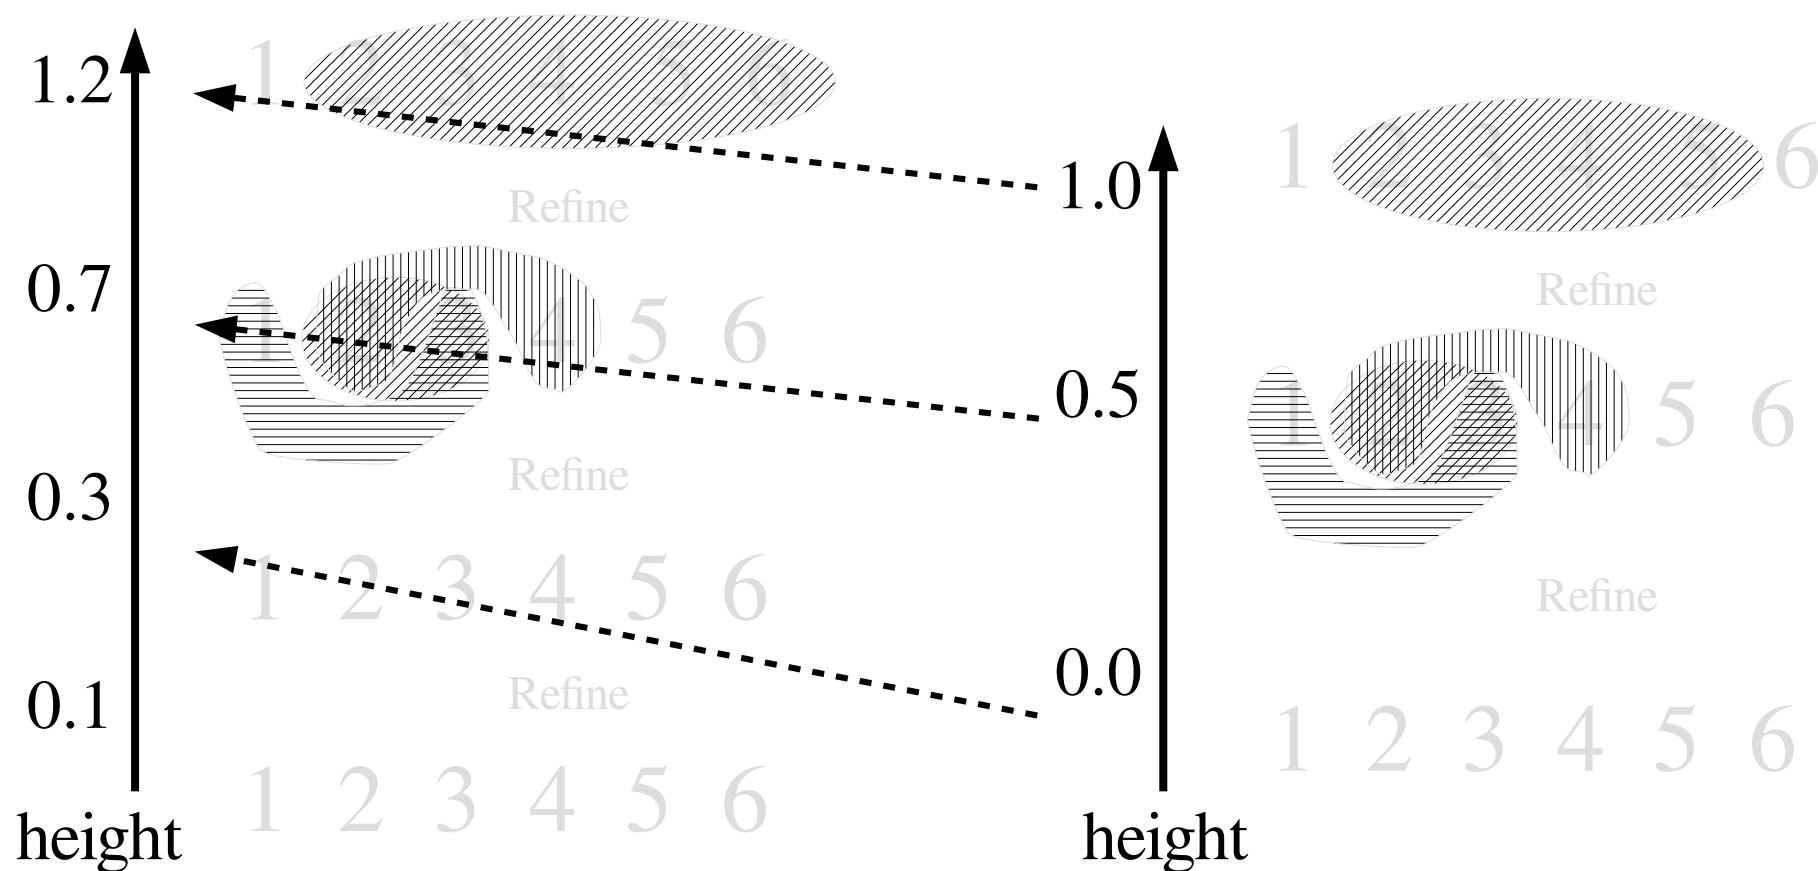 1.2 1 2 3 4 5 6
1.0 1 2 3 4 5 6
Refine
Refine
0.7 1 2 3 4 5 6
0.5 1 2 3 4 5 6
Refine
Refine
0.3 1 2 3 4 5 6
Refine
0.0
0.1
1 2 3 4 5 6
1 2 3 4 5 6
height
height